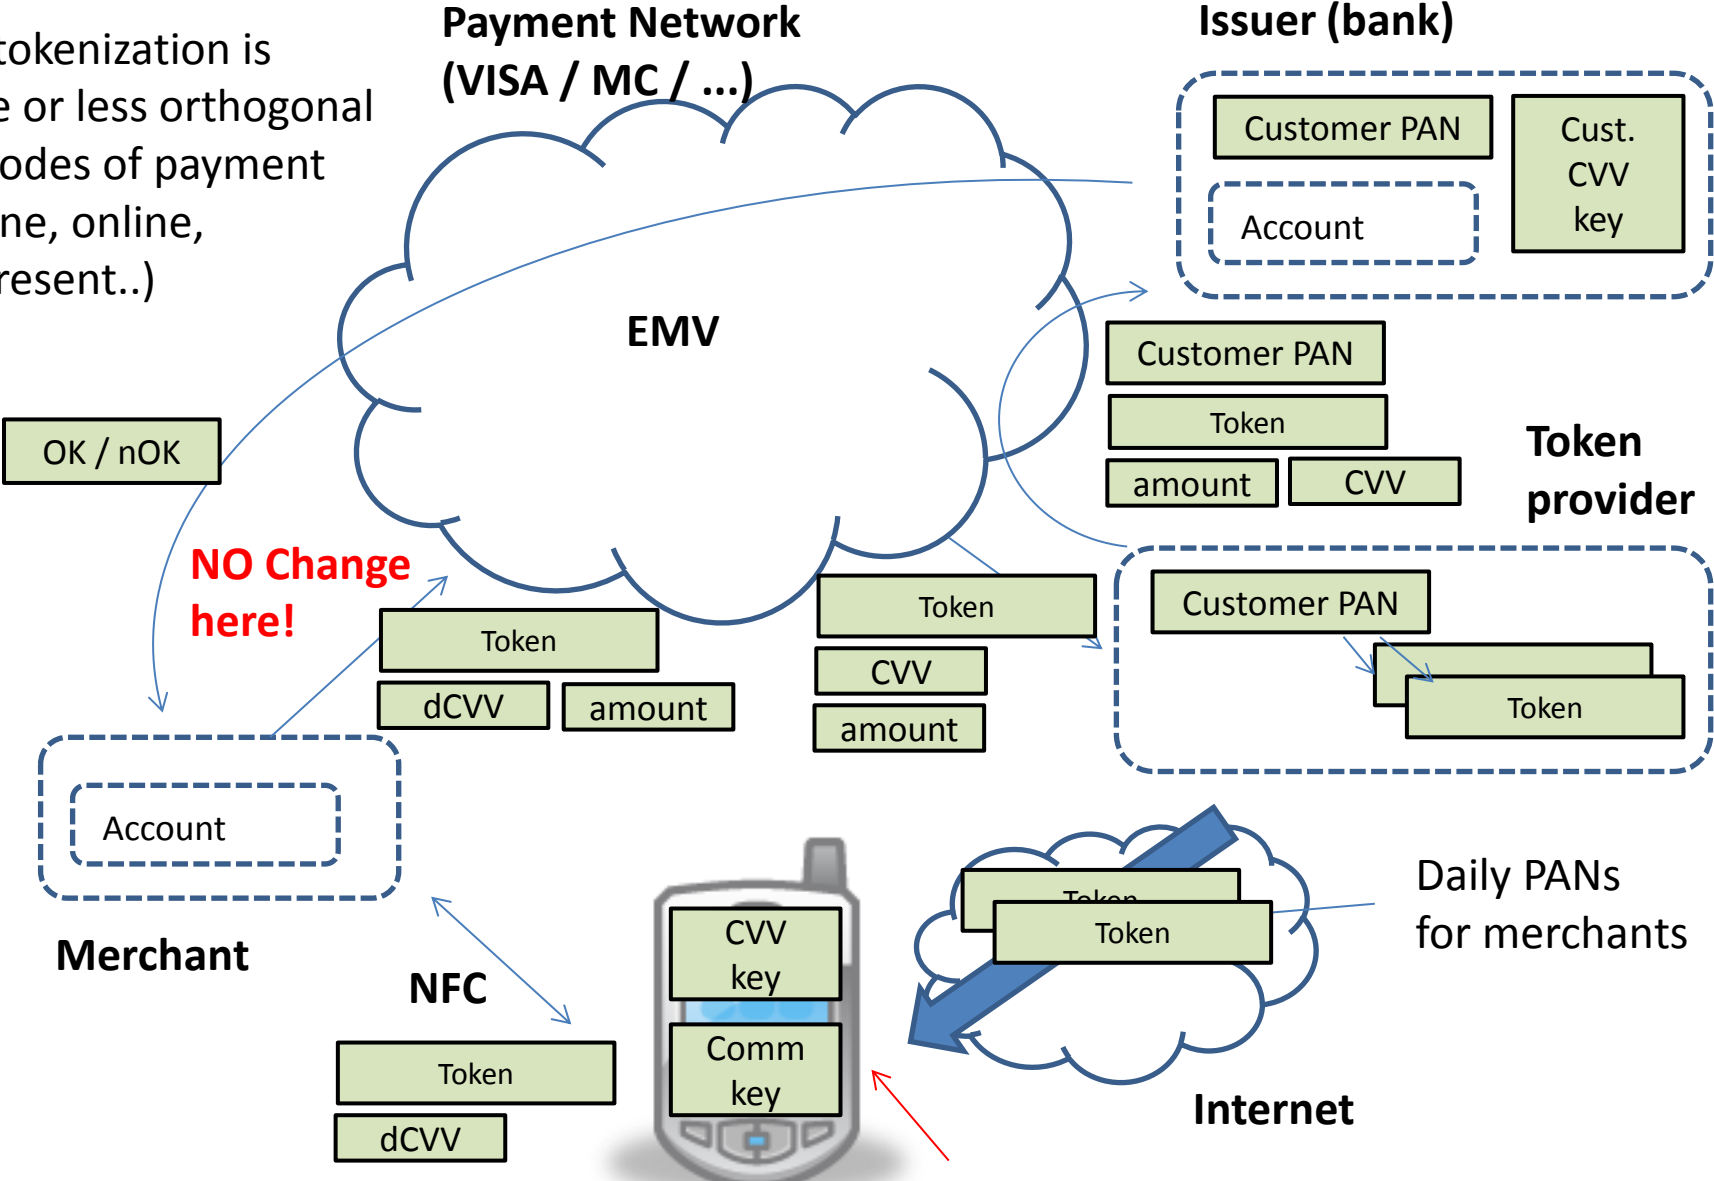 tokenization is
e or less orthogonal
odes of payment
ne, online,
resent..)
Payment Network
(VISA / MC / ...)
Issuer (bank)
Customer PAN
Cust.
CVV
key
Account
EMV
Customer PAN
Token
amount
CVV
Token
provider
OK / nOK
NO Change
here!
Token
dCVV
amount
Token
CVV
amount
Customer PAN
Token
Account
Merchant
NFC
Token
dCVV
CVV
key
Comm
key
Token
Token
Daily PANs
for merchants
Internet